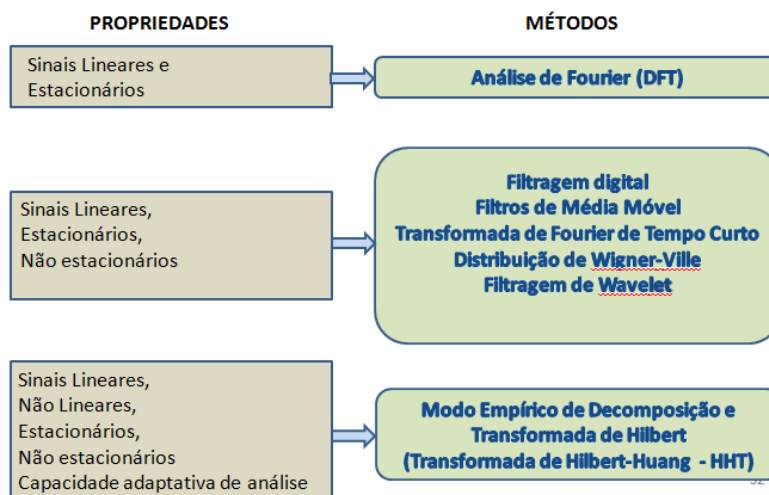 PROPRIEDADES
MÉTODOS
Sinais Lineares e
Estacionários
Análise de Fourier (DFT)
Sinais Lineares,
Estacionários,
Não estacionários
Filtragem digital
Filtros de Média Móvel
Transformada de Fourier de Tempo Curto
Distribuição de Wigner-Ville
Filtragem de Wavelet
Sinais Lineares,
Não Lineares,
Estacionários,
Não estacionários
Capacidade adaptativa de análise
Modo Empírico de Decomposição e
Transformada de Hilbert
(Transformada de Hilbert-Huang - HHT)